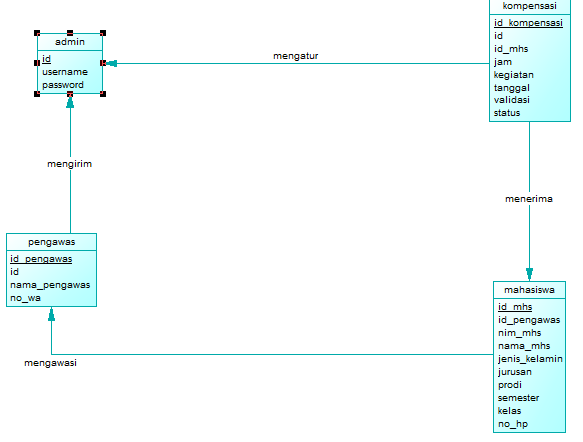 kompensasi
id_kompensasi
id
id_mhs
jam
kegiatan
tanggal
validasi
status
admin
id
username
password
mengatur
mengirim
menerima
pengawas
id_pengawas
id
nama_pengawas
no_wa
mahasiswa
id_mhs
id_pengawas
nim_mhs
nama_mhs
jenis_kelamin
jurusan
prodi
semester
kelas
no_hp
mengawasi